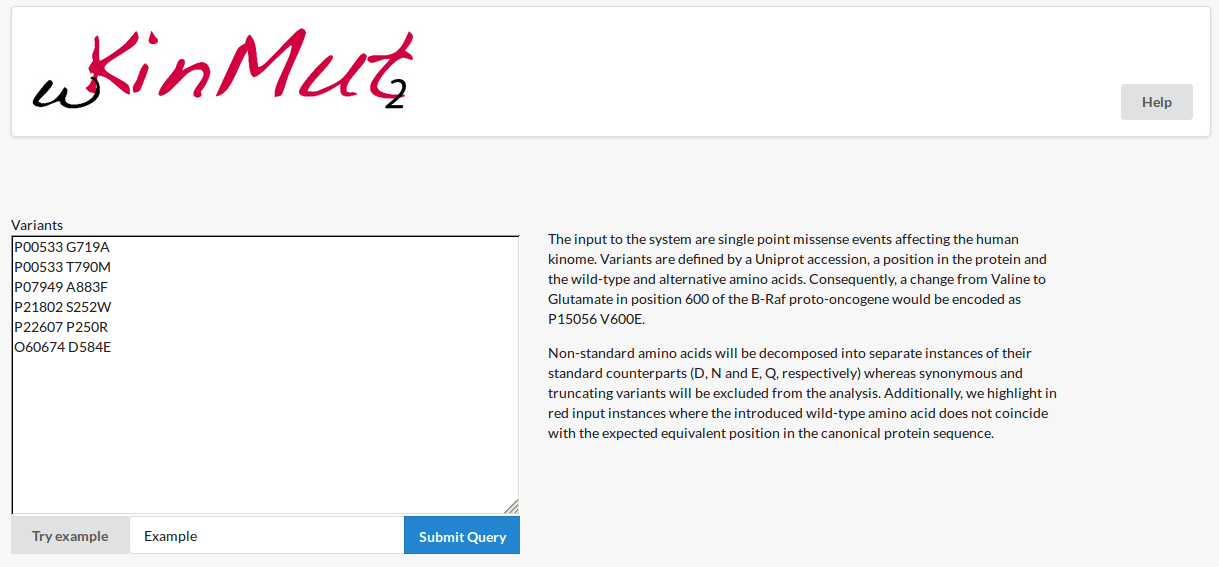 wKinMut2
Help
Variants
P00533 G719A
P00533 T790M
P07949 A883F
P21802 S252W
P22607 P250R
O60674 D584E
The input to the system are single point missense events affecting the human
kinome. Variants are defined by a Uniprot accession, a position in the protein and
the wild-type and alternative amino acids. Consequently, a change from Valine to
Glutamate in position 600 of the B-Raf proto-oncogene would be encoded as
P15056 V600E.
Non-standard amino acids will be decomposed into separate instances of their
standard counterparts (D, N and E, Q, respectively) whereas synonymous and
truncating variants will be excluded from the analysis. Additionally, we highlight in
red input instances where the introduced wild-type amino acid does not coincide
with the expected equivalent position in the canonical protein sequence.
Try example
Example
Submit Query